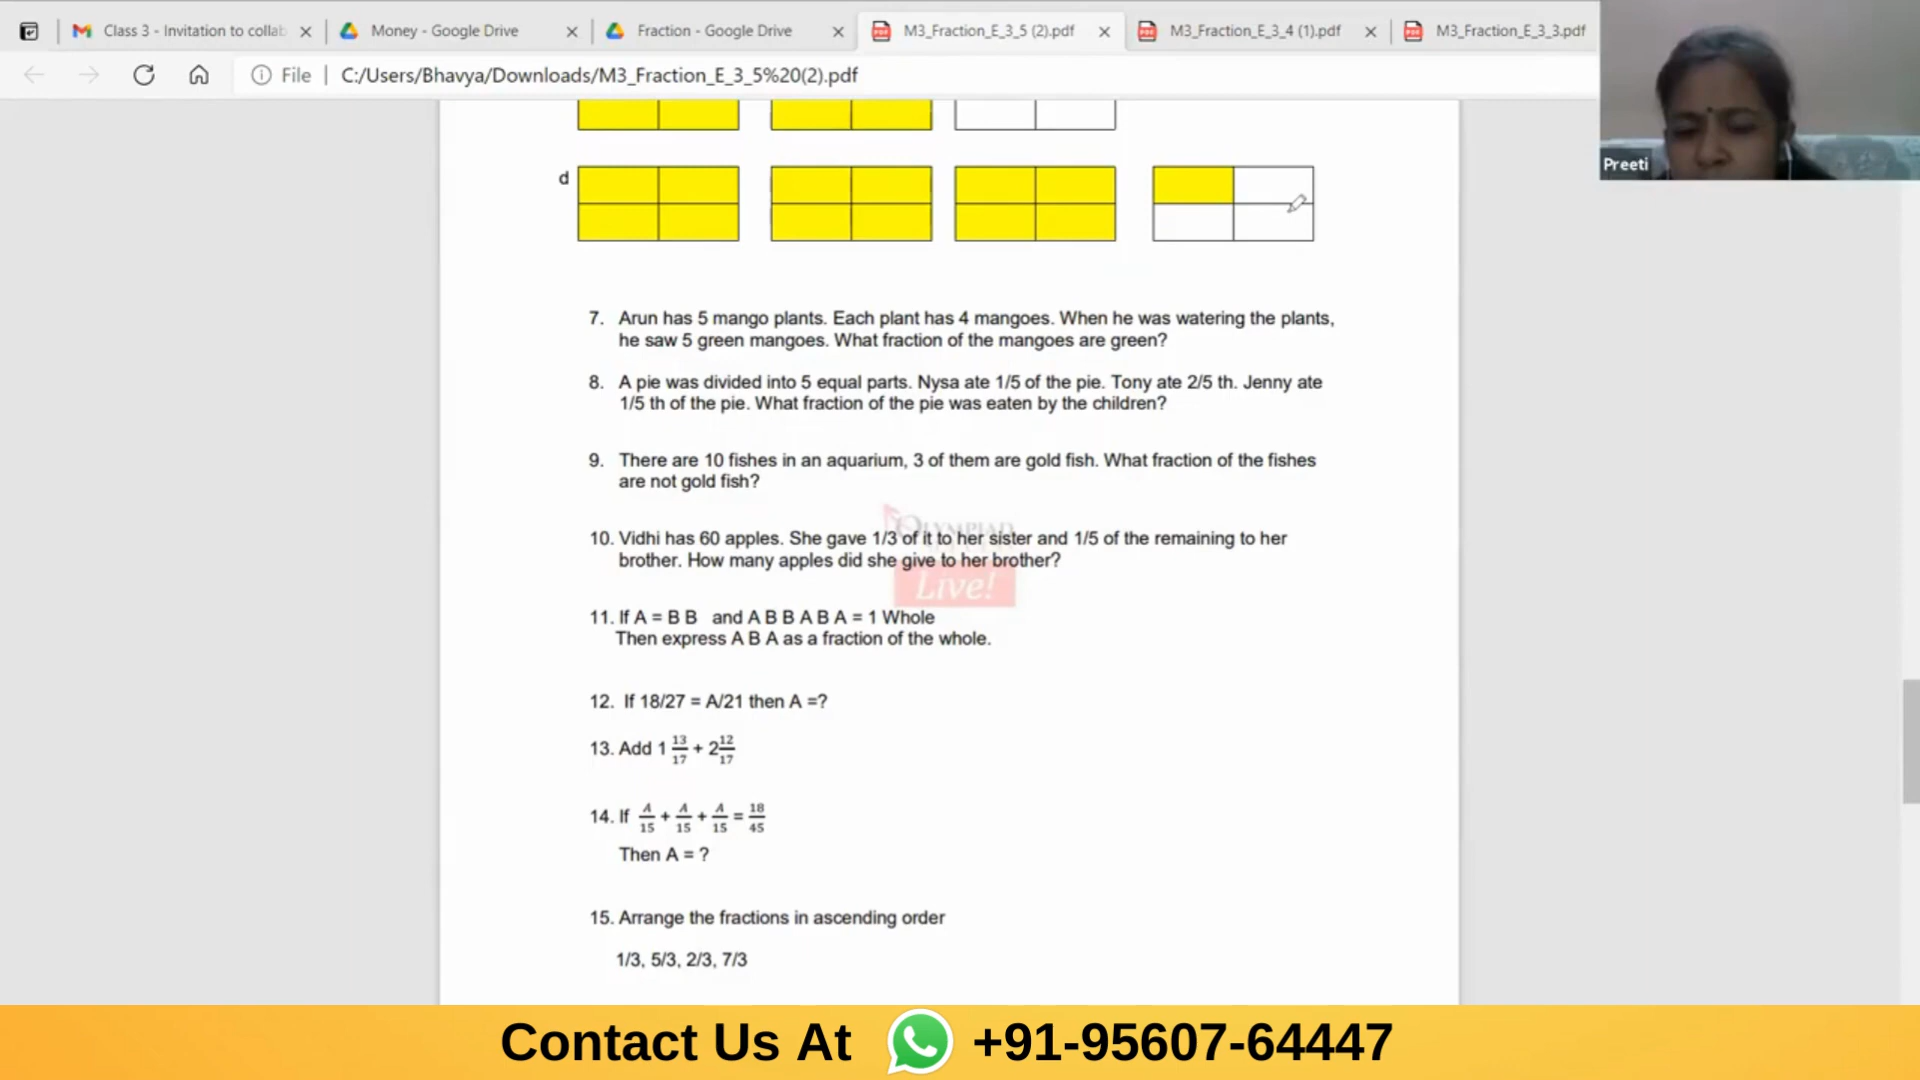 Class 3 - Invitation to collab
Money - Google Drive
Fraction - Google Drive
M3_Fraction_E_3_5 (2).pdf
M3_Fraction_E_3_4 (1).pdf
M3_Fraction_E_3_3.pdf
File
C:/Users/Bhavya/Downloads/M3_Fraction_E_3_5%20(2).pdf
Preeti
d
7. Arun has 5 mango plants. Each plant has 4 mangoes. When he was watering the plants,
he saw 5 green mangoes. What fraction of the mangoes are green?
8. A pie was divided into 5 equal parts. Nysa ate 1/5 of the pie. Tony ate 2/5 th. Jenny ate
1/5 th of the pie. What fraction of the pie was eaten by the children?
9. There are 10 fishes in an aquarium, 3 of them are gold fish. What fraction of the fishes
are not gold fish?
OLYMPIAD
10. Vidhi has 60 apples. She gave 1/3 of it to her sister and 1/5 of the remaining to her
brother. How many apples did she give to her brother?
Live!
11. If A = B B and A B B A B A = 1 Whole
Then express A B A as a fraction of the whole.
12. If 18/27 = A/21 then A =?
13. Add 1 13/17 + 2 12/17
14. If A/15 + A/15 + A/15 = 18/45
Then A = ?
15. Arrange the fractions in ascending order
1/3, 5/3, 2/3, 7/3
Contact Us At +91-95607-64447